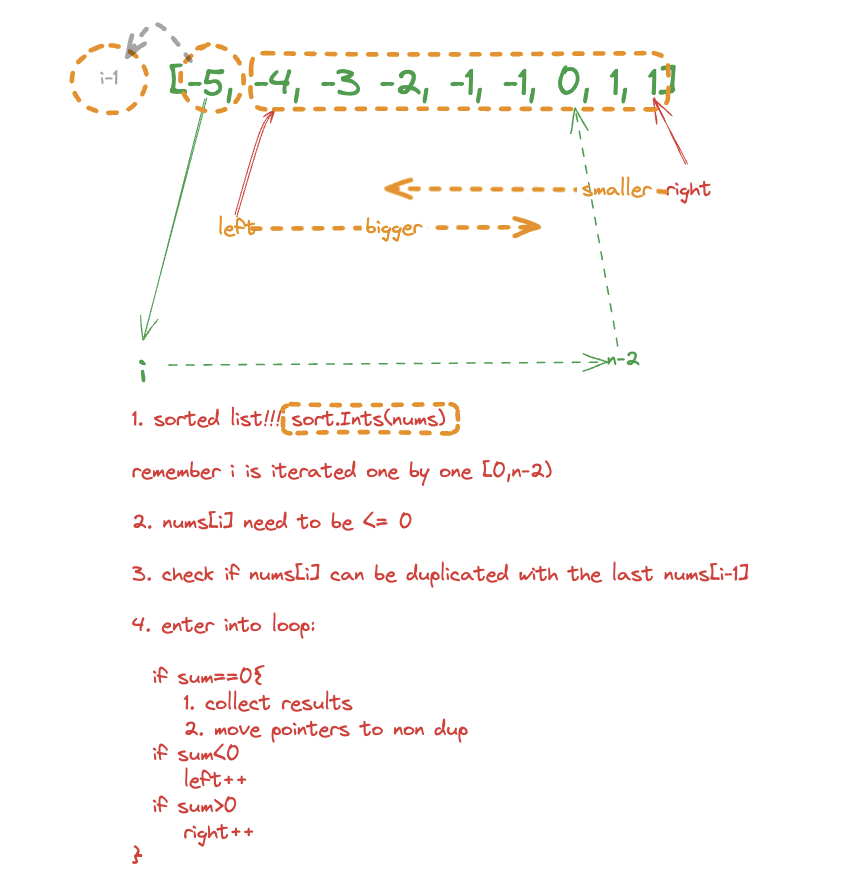 i-1
[-5, -4, -3 -2, -1, -1, 0, 1, 1]
smaller right
left bigger
i n-2
1. sorted list!!! sort.Ints(nums)
remember i is iterated one by one [0,n-2)
2. nums[i] need to be <= 0
3. check if nums[i] can be duplicated with the last nums[i-1]
4. enter into loop:
if sum==0{
1. collect results
2. move pointers to non dup
if sum<0
left++
if sum>0
right++
}